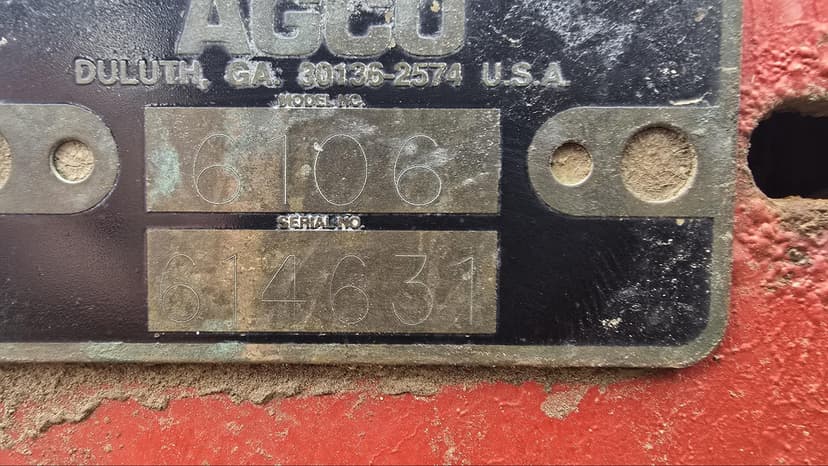 AGCO
DULUTH, GA. 30136-2574 U.S.A.
MODEL NO.
6106
SERIAL NO.
614631